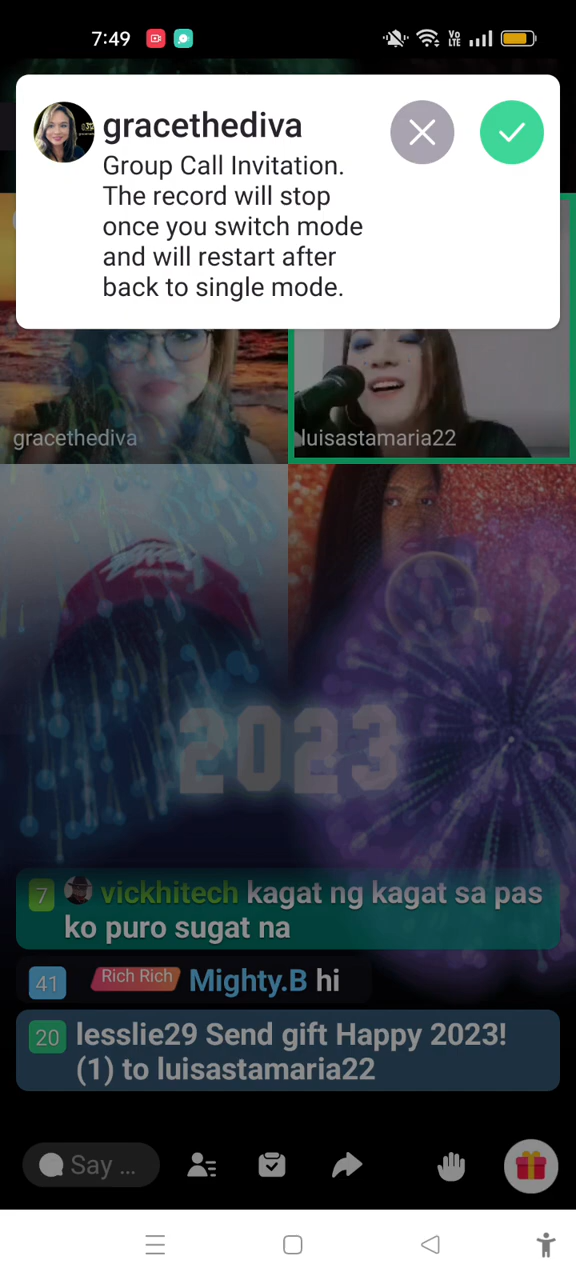 7:49
Vo
LTE
gracethediva
Group Call Invitation.
The record will stop
once you switch mode
and will restart after
back to single mode.
gracethediva
luisastamaria22
2023
7 vickhitech kagat ng kagat sa pas
ko puro sugat na
41 Rich Rich Mighty.B hi
20 lesslie29 Send gift Happy 2023!
(1) to luisastamaria22
Say ...